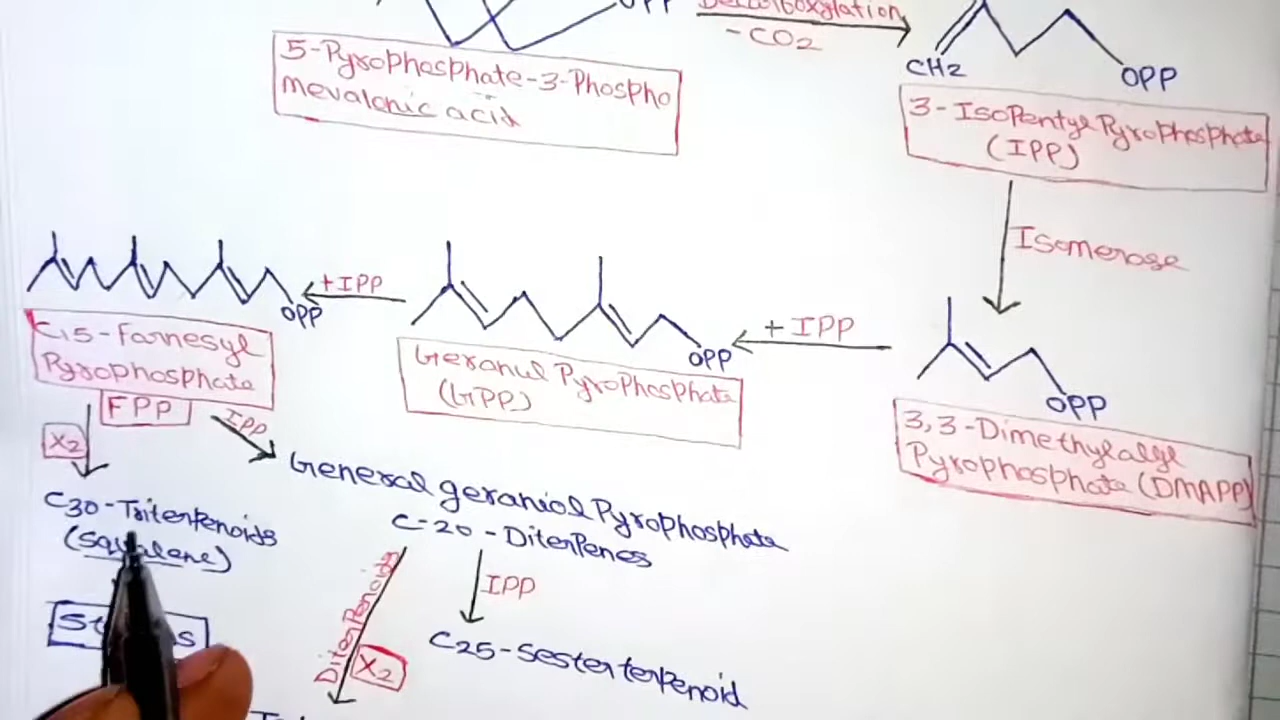 OPP
Decarboxylation
-CO2
CH2
OPP
5-Pyrophosphate-3-Phospho
mevalonic acid
3-IsoPentyl Pyrophosphate
(IPP)
Isomerase
+IPP
OPP
+ IPP
OPP
OPP
C15-Farnesyl
Pyrophosphate
FPP
Geranul Pyrophosphate
(GPP)
3,3-Dimethylalyl
Pyrophosphate (DMAPP)
X2
IPP
General geraniol Pyrophosphate
C-20-Diterpenes
C30-Triterpenoids
(Squalene)
IPP
Diterpenoids
X2
C25-Sesterterpenoid